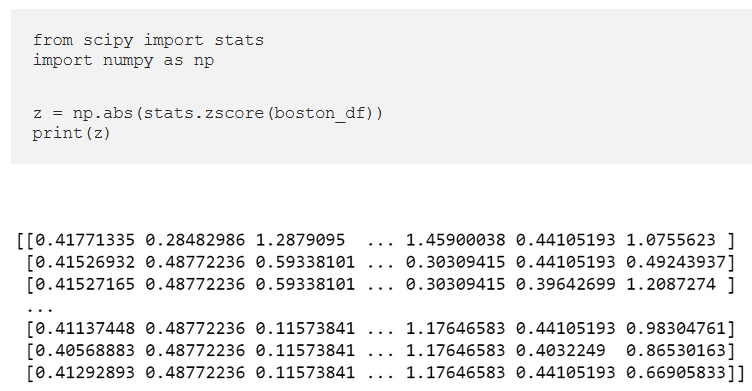 from scipy import stats
import numpy as np
z = np.abs(stats.zscore(boston_df))
print(z)
[[0.41771335 0.28482986 1.2879095  ... 1.45900038 0.44105193 1.0755623 ]
 [0.41526932 0.48772236 0.59338101 ... 0.30309415 0.44105193 0.49243937]
 [0.41527165 0.48772236 0.59338101 ... 0.30309415 0.39642699 1.2087274 ]
 ...
 [0.41137448 0.48772236 0.11573841 ... 1.17646583 0.44105193 0.98304761]
 [0.40568883 0.48772236 0.11573841 ... 1.17646583 0.4032249  0.86530163]
 [0.41292893 0.48772236 0.11573841 ... 1.17646583 0.44105193 0.66905833]]